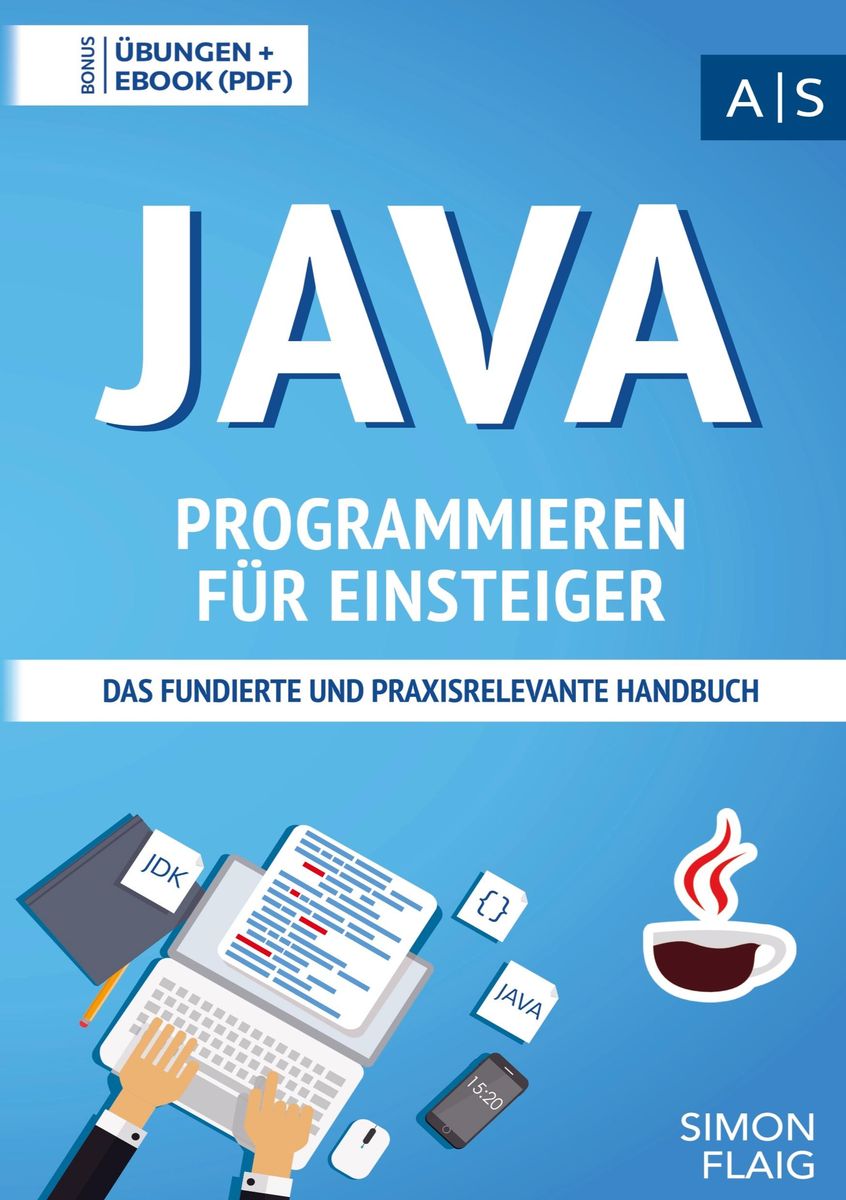 BONUS
ÜBUNGEN +
EBOOK (PDF)
A|S
JAVA
PROGRAMMIEREN
FÜR EINSTEIGER
DAS FUNDIERTE UND PRAXISRELEVANTE HANDBUCH
JDK
{}
JAVA
15:20
SIMON
FLAIG